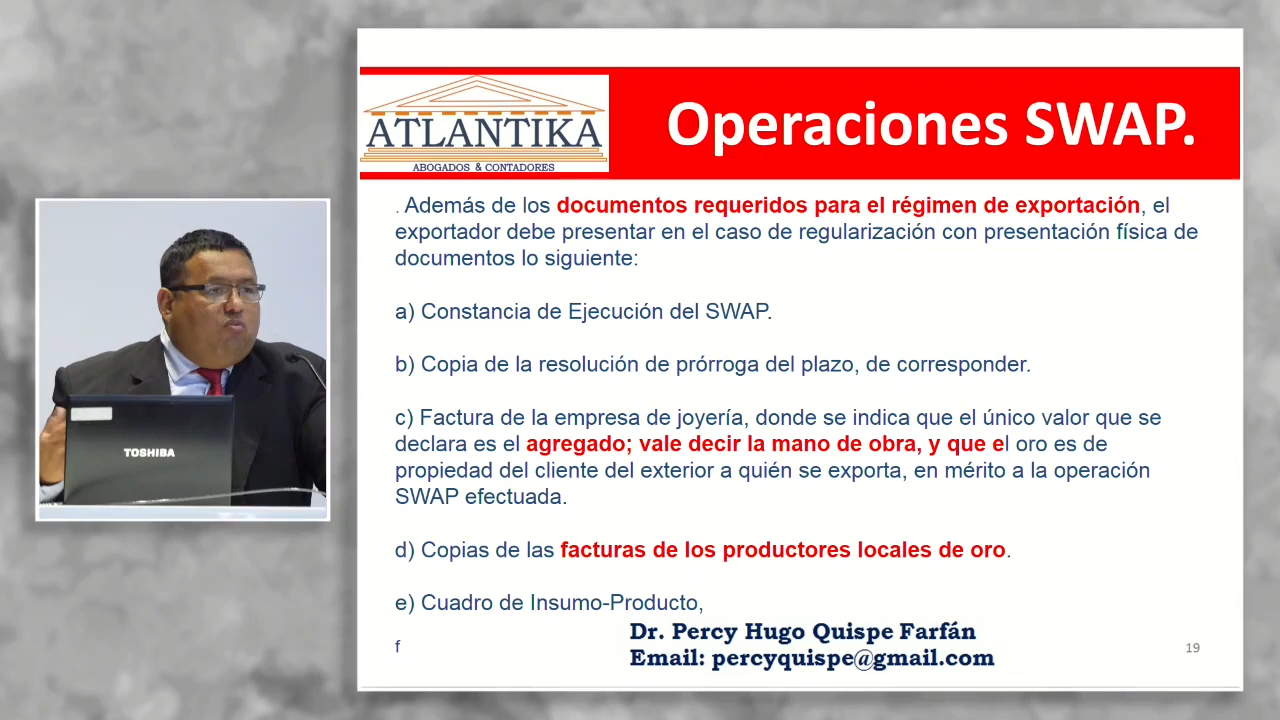 ATLANTIKA
ABOGADOS & CONTADORES
Operaciones SWAP.
. Además de los documentos requeridos para el régimen de exportación, el
exportador debe presentar en el caso de regularización con presentación física de
documentos lo siguiente:
a) Constancia de Ejecución del SWAP.
b) Copia de la resolución de prórroga del plazo, de corresponder.
c) Factura de la empresa de joyería, donde se indica que el único valor que se
declara es el agregado; vale decir la mano de obra, y que el oro es de
propiedad del cliente del exterior a quién se exporta, en mérito a la operación
SWAP efectuada.
d) Copias de las facturas de los productores locales de oro.
e) Cuadro de Insumo-Producto,
f
Dr. Percy Hugo Quispe Farfán
Email: percyquispe@gmail.com
19
TOSHIBA